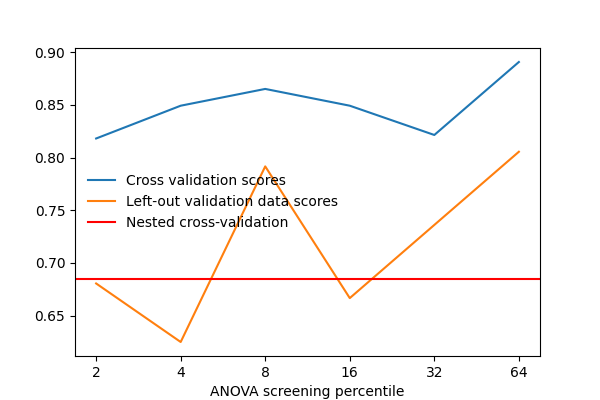 0.90
0.85
0.80
0.75
0.70
0.65
Cross validation scores
Left-out validation data scores
Nested cross-validation
2 4 8 16 32 64
ANOVA screening percentile